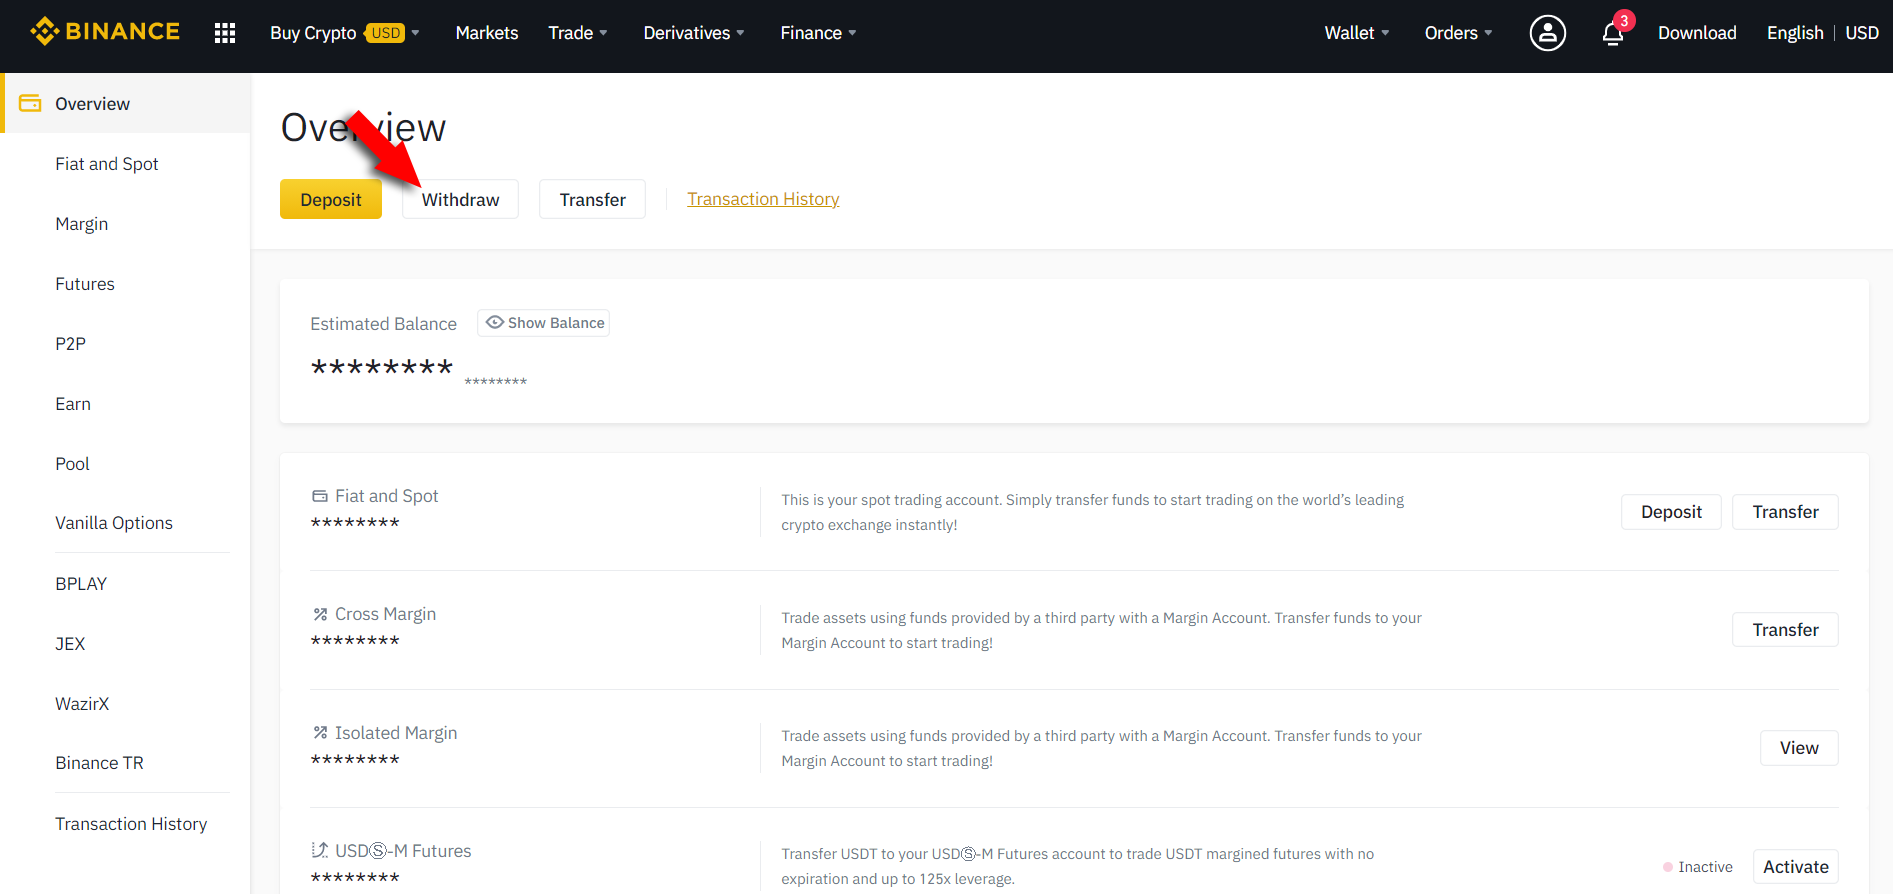 BINANCE
Buy Crypto USD
Markets
Trade
Derivatives
Finance
Wallet
Orders
3
Download
English
USD
Overview
Fiat and Spot
Margin
Futures
P2P
Earn
Pool
Vanilla Options
BPLAY
JEX
WazirX
Binance TR
Transaction History
Overview
Deposit
Withdraw
Transfer
Transaction History
Estimated Balance
Show Balance
******** ********
Fiat and Spot
********
This is your spot trading account. Simply transfer funds to start trading on the world’s leading
crypto exchange instantly!
Deposit
Transfer
Cross Margin
********
Trade assets using funds provided by a third party with a Margin Account. Transfer funds to your
Margin Account to start trading!
Transfer
Isolated Margin
********
Trade assets using funds provided by a third party with a Margin Account. Transfer funds to your
Margin Account to start trading!
View
USDⓈ-M Futures
********
Transfer USDT to your USDⓈ-M Futures account to trade USDT margined futures with no
expiration and up to 125x leverage.
Inactive
Activate